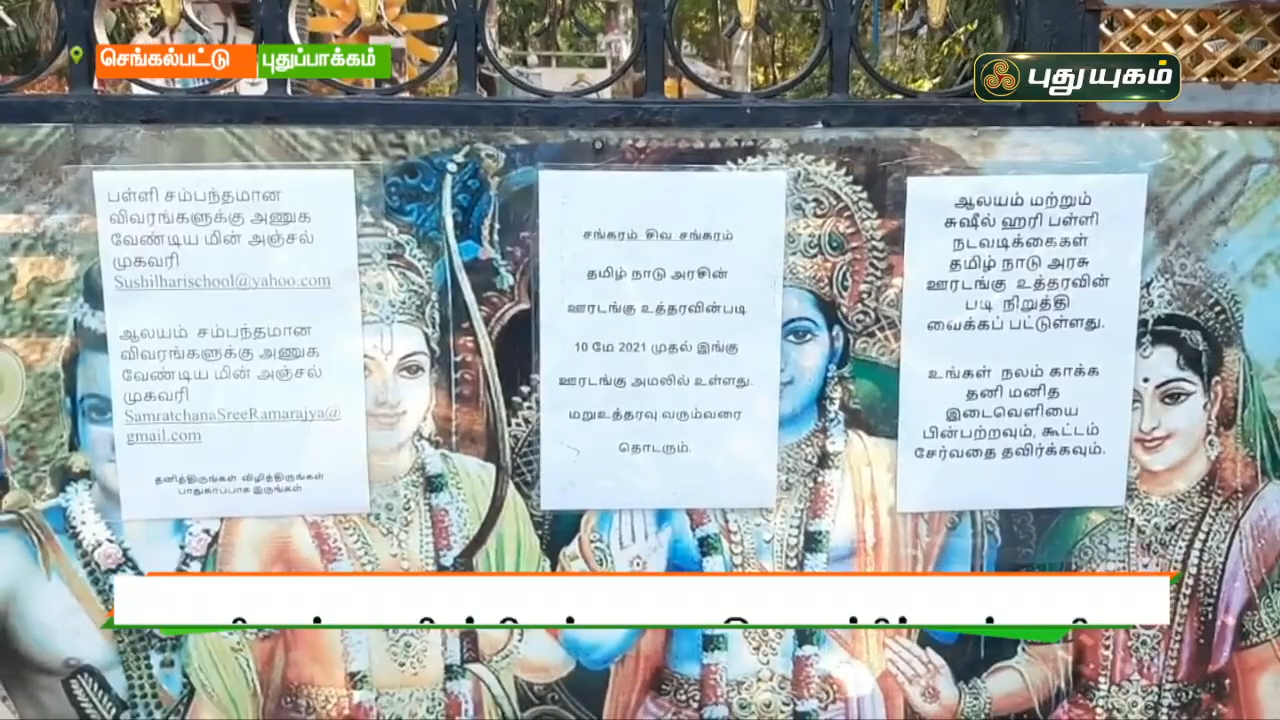 செங்கல்பட்டு புதுப்பாக்கம்
புதுயுகம்
பள்ளி சம்பந்தமான
விவரங்களுக்கு அணுக
வேண்டிய மின் அஞ்சல்
முகவரி
Sushilharischool@yahoo.com
ஆலயம் சம்பந்தமான
விவரங்களுக்கு அணுக
வேண்டிய மின் அஞ்சல்
முகவரி
SamratchanaSreeRamarajya@
gmail.com
தனித்திருங்கள் விழித்திருங்கள்
பாதுகாப்பாக இருங்கள்
சங்கரம் சிவ சங்கரம்
தமிழ் நாடு அரசின்
ஊரடங்கு உத்தரவின்படி
10 மே 2021 முதல் இங்கு
ஊரடங்கு அமலில் உள்ளது.
மறுஉத்தரவு வரும்வரை
தொடரும்.
ஆலயம் மற்றும்
சுஷீல் ஹரி பள்ளி
நடவடிக்கைகள்
தமிழ் நாடு அரசு
ஊரடங்கு உத்தரவின்
படி நிறுத்தி
வைக்கப் பட்டுள்ளது.
உங்கள் நலம் காக்க
தனி மனித
இடைவெளியை
பின்பற்றவும், கூட்டம்
சேர்வதை தவிர்க்கவும்.